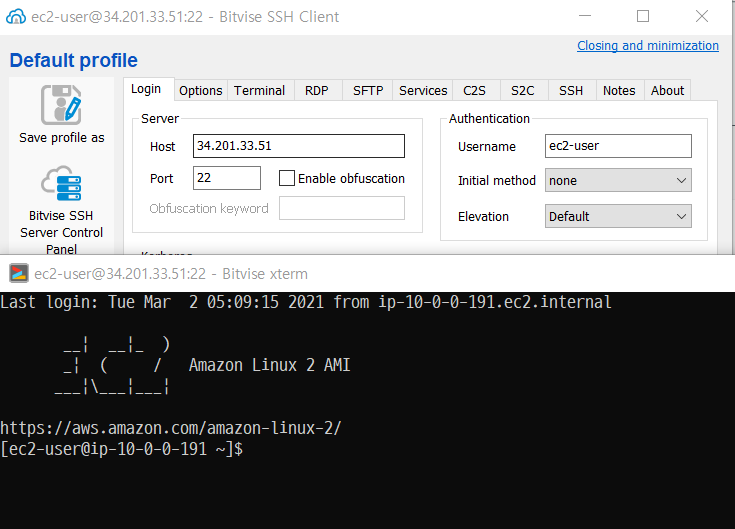 ec2-user@34.201.33.51:22 - Bitvise SSH Client
Closing and minimization
Default profile
Save profile as
Bitvise SSH
Server Control
Panel
Login Options Terminal RDP SFTP Services C2S S2C SSH Notes About
Server
Host 34.201.33.51
Port 22 Enable obfuscation
Obfuscation keyword
Authentication
Username ec2-user
Initial method none
Elevation Default
Kerberos
ec2-user@34.201.33.51:22 - Bitvise xterm
Last login: Tue Mar  2 05:09:15 2021 from ip-10-0-0-191.ec2.internal
__|  __|_  )
_|  (     /   Amazon Linux 2 AMI
___|\___|___|
https://aws.amazon.com/amazon-linux-2/
[ec2-user@ip-10-0-0-191 ~]$